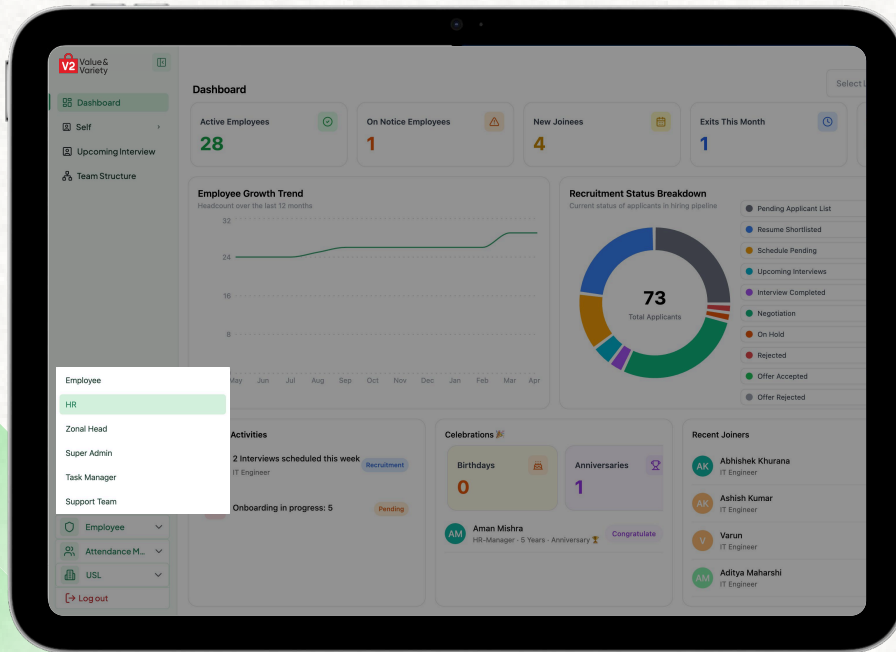 V2 Value &
Variety
Dashboard
Self
Upcoming Interview
Team Structure
Employee
HR
Zonal Head
Super Admin
Task Manager
Support Team
Employee
Attendance M...
USL
Log out
Dashboard
Active Employees
28
On Notice Employees
1
New Joinees
4
Exits This Month
1
Employee Growth Trend
Headcount over the last 12 months
32
24
16
8
May Jun Jul Aug Sep Oct Nov Dec Jan Feb Mar Apr
Recruitment Status Breakdown
Current status of applicants in hiring pipeline
73
Total Applicants
Pending Applicant List
Resume Shortlisted
Schedule Pending
Upcoming Interviews
Interview Completed
Negotiation
On Hold
Rejected
Offer Accepted
Offer Rejected
Activities
2 Interviews scheduled this week
IT Engineer
Recruitment
Onboarding in progress: 5
Pending
Celebrations 🎉
Birthdays
0
Anniversaries
1
AM
Aman Mishra
HR-Manager · 5 Years · Anniversary 🏆
Congratulate
Recent Joiners
AK
Abhishek Khurana
IT Engineer
AK
Ashish Kumar
IT Engineer
V
Varun
IT Engineer
AM
Aditya Maharshi
IT Engineer
Select